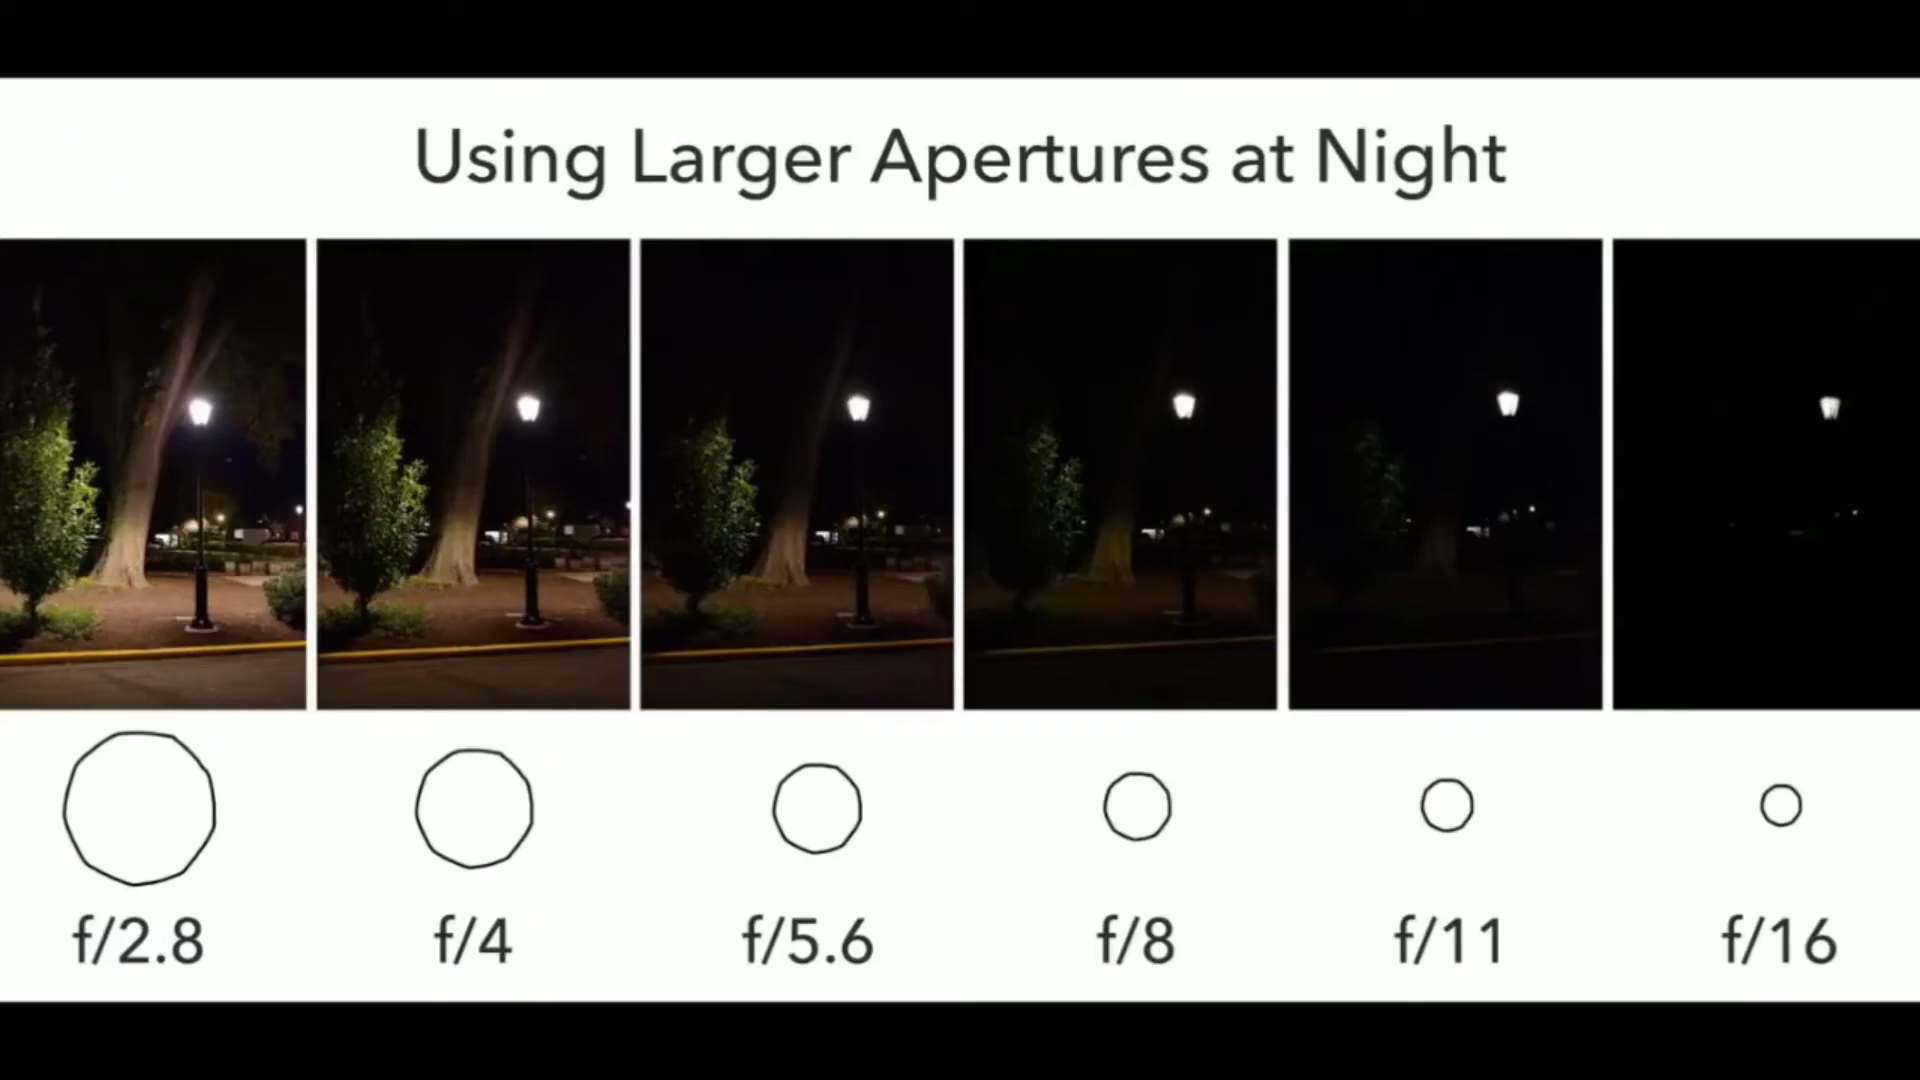 Using Larger Apertures at Night
f/2.8 f/4 f/5.6 f/8 f/11 f/16